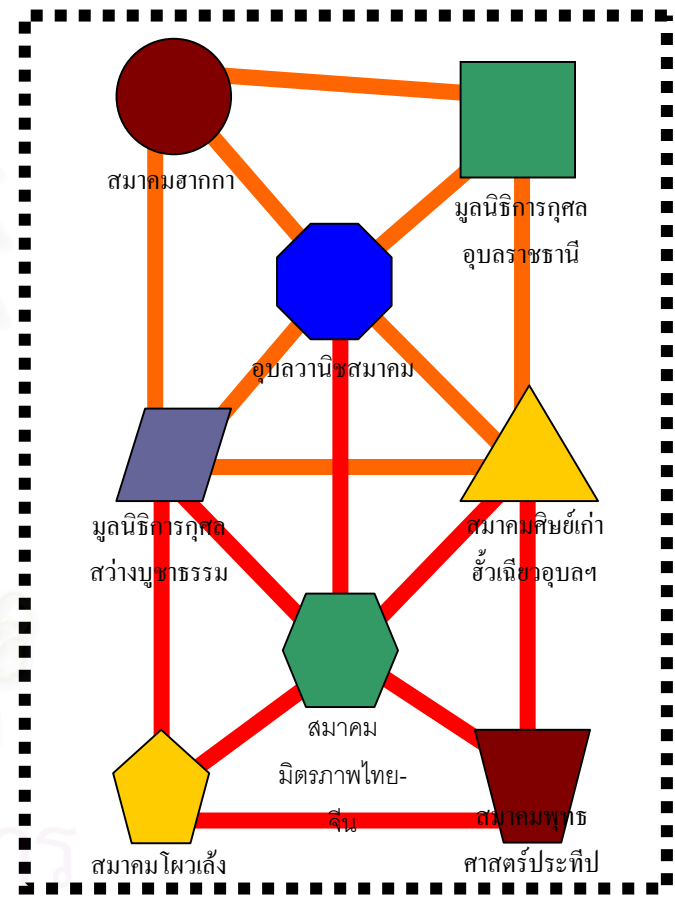 สมาคมฮากกา
มูลนิธิการกุศล
อุบลราชธานี
อุบลวานิชสมาคม
มูลนิธิการกุศล
สว่างบูชาธรรม
สมาคมศิษย์เก่า
ฮั้วเฉียวอุบลฯ
สมาคม
มิตรภาพไทย-
จีน
สมาคมโผวเล้ง
สมาคมพุทธ
ศาสตร์ประทีป